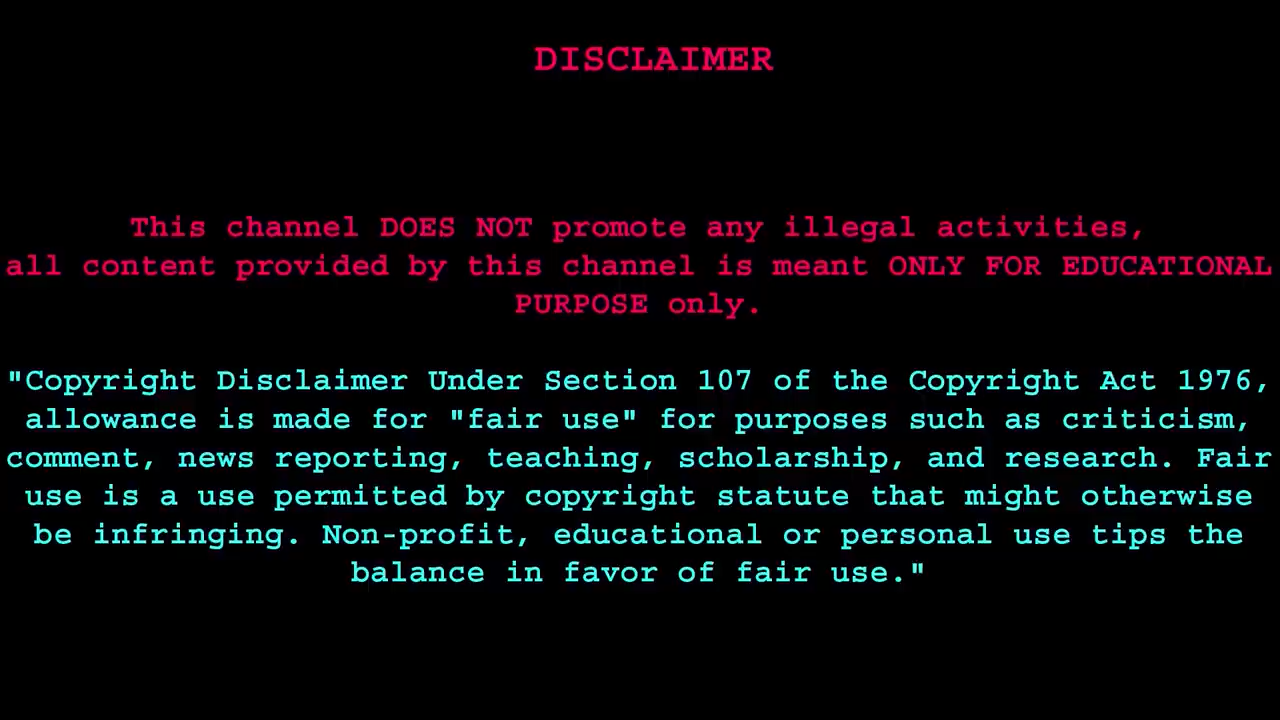 DISCLAIMER
This channel DOES NOT promote any illegal activities,
all content provided by this channel is meant ONLY FOR EDUCATIONAL
PURPOSE only.
"Copyright Disclaimer Under Section 107 of the Copyright Act 1976,
allowance is made for "fair use" for purposes such as criticism,
comment, news reporting, teaching, scholarship, and research. Fair
use is a use permitted by copyright statute that might otherwise
be infringing. Non-profit, educational or personal use tips the
balance in favor of fair use."